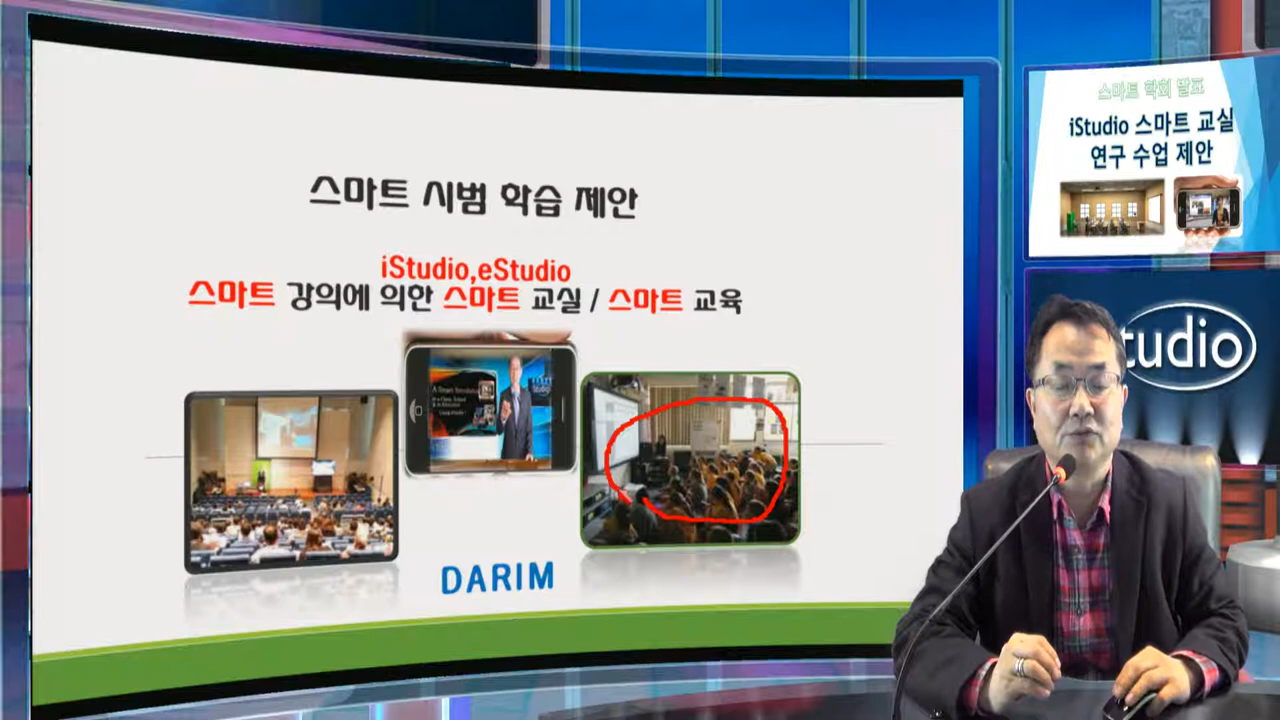 스마트 시범 학습 제안
iStudio,eStudio
스마트 강의에 의한 스마트 교실 / 스마트 교육
DARIM
스마트 학회 발표
iStudio 스마트 교실
연구 수업 제안
tudio